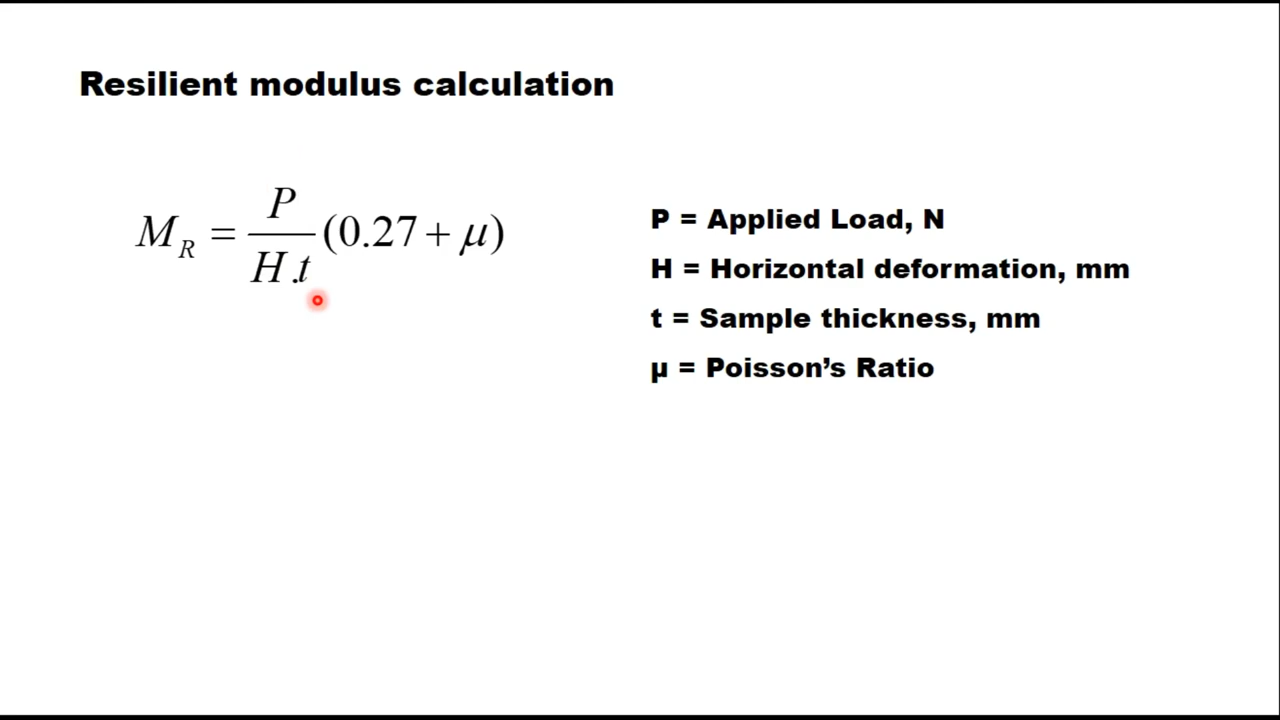 Resilient modulus calculation
M_R = P / H.t (0.27 + μ)
P = Applied Load, N
H = Horizontal deformation, mm
t = Sample thickness, mm
μ = Poisson’s Ratio